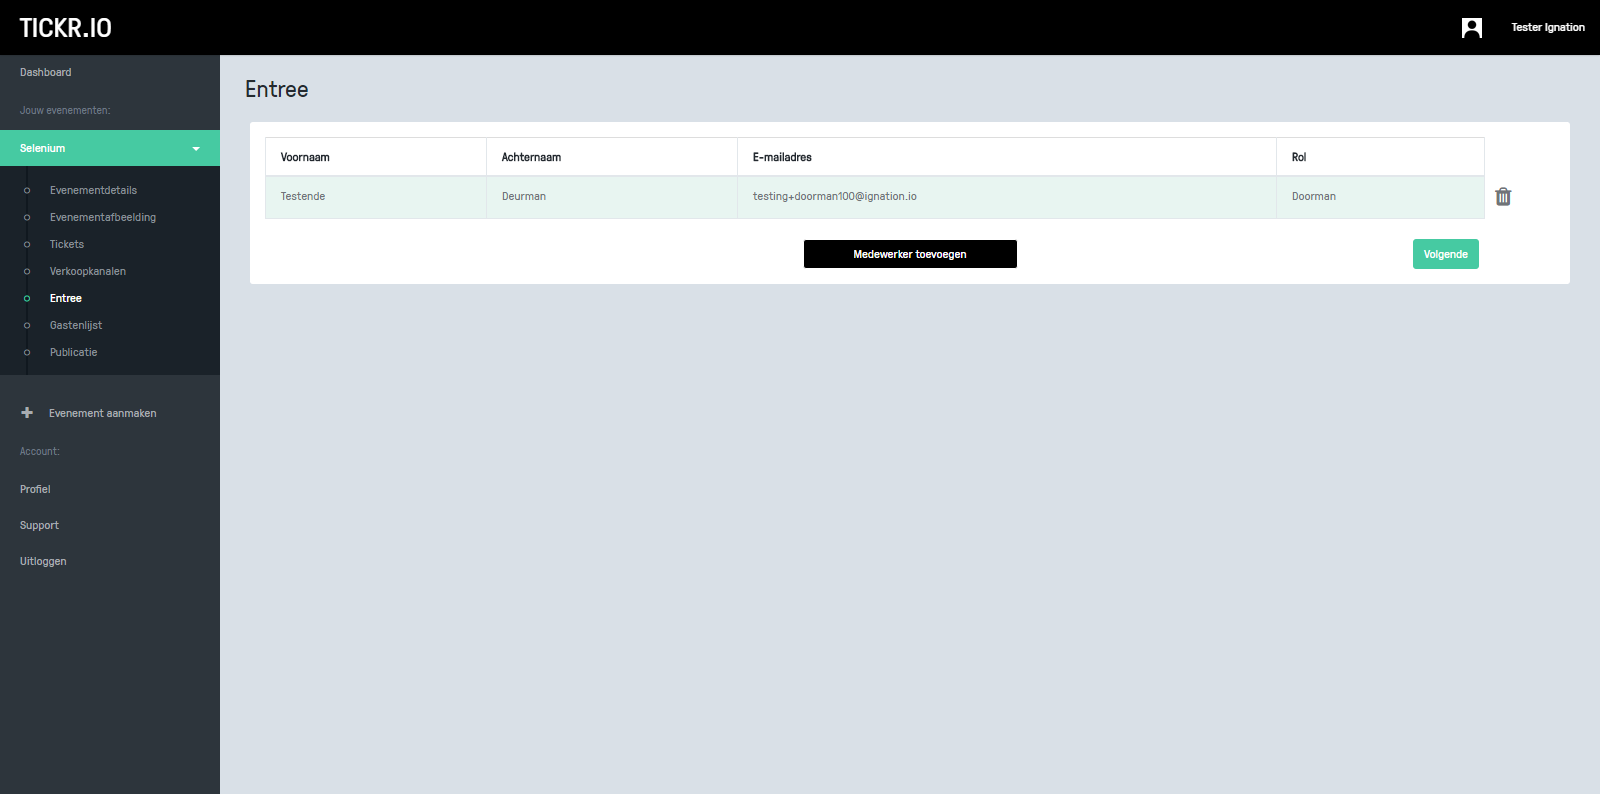 TICKR.IO
Tester Ignation
Dashboard
Jouw evenementen:
Selenium
Evenementdetails
Evenementafbeelding
Tickets
Verkoopkanalen
Entree
Gastenlijst
Publicatie
Evenement aanmaken
Account:
Profiel
Support
Uitloggen
Entree
Voornaam Achternaam E-mailadres Rol
Testende Deurman testing+doorman100@ignation.io Doorman
Medewerker toevoegen
Volgende